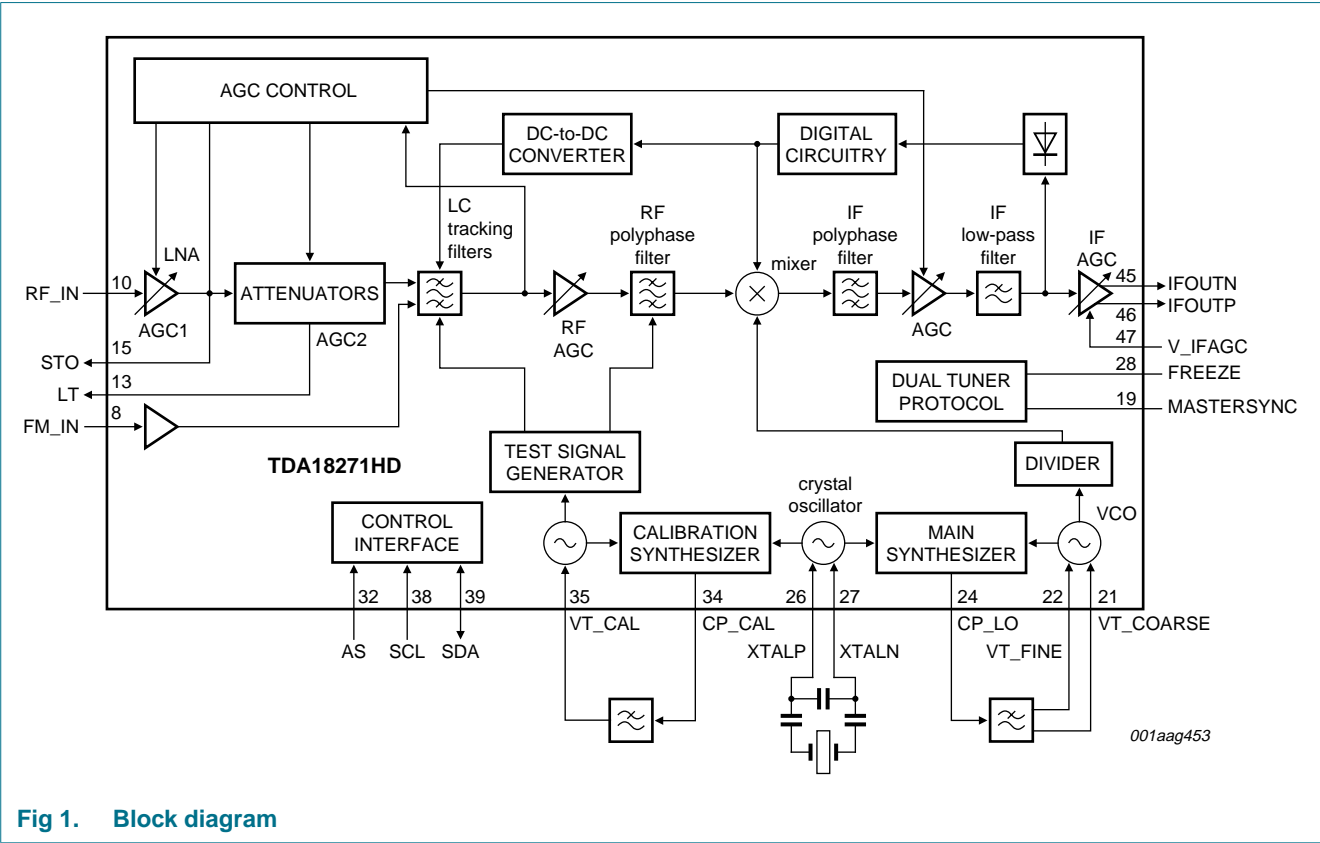 AGC CONTROL
DC-to-DC
CONVERTER
DIGITAL
CIRCUITRY
LC
tracking
filters
RF
polyphase
filter
mixer
IF
polyphase
filter
IF
low-pass
filter
IF
AGC
LNA
RF_IN
10
AGC1
ATTENUATORS
AGC2
RF
AGC
AGC
45
IFOUTN
IFOUTP
46
47
V_IFAGC
15
STO
13
LT
8
FM_IN
28
FREEZE
DUAL TUNER
PROTOCOL
19
MASTERSYNC
TDA18271HD
TEST SIGNAL
GENERATOR
DIVIDER
crystal
oscillator
VCO
CONTROL
INTERFACE
CALIBRATION
SYNTHESIZER
MAIN
SYNTHESIZER
32
38
39
35
34
26
27
24
22
21
AS
SCL
SDA
VT_CAL
CP_CAL
XTALP
XTALN
CP_LO
VT_FINE
VT_COARSE
001aag453
Fig 1. Block diagram